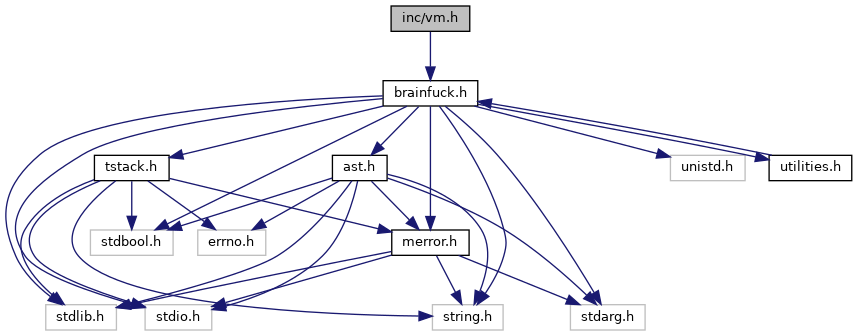 inc/vm.h
brainfuck.h
tstack.h
ast.h
unistd.h
utilities.h
stdbool.h
errno.h
merror.h
stdlib.h
stdio.h
string.h
stdarg.h